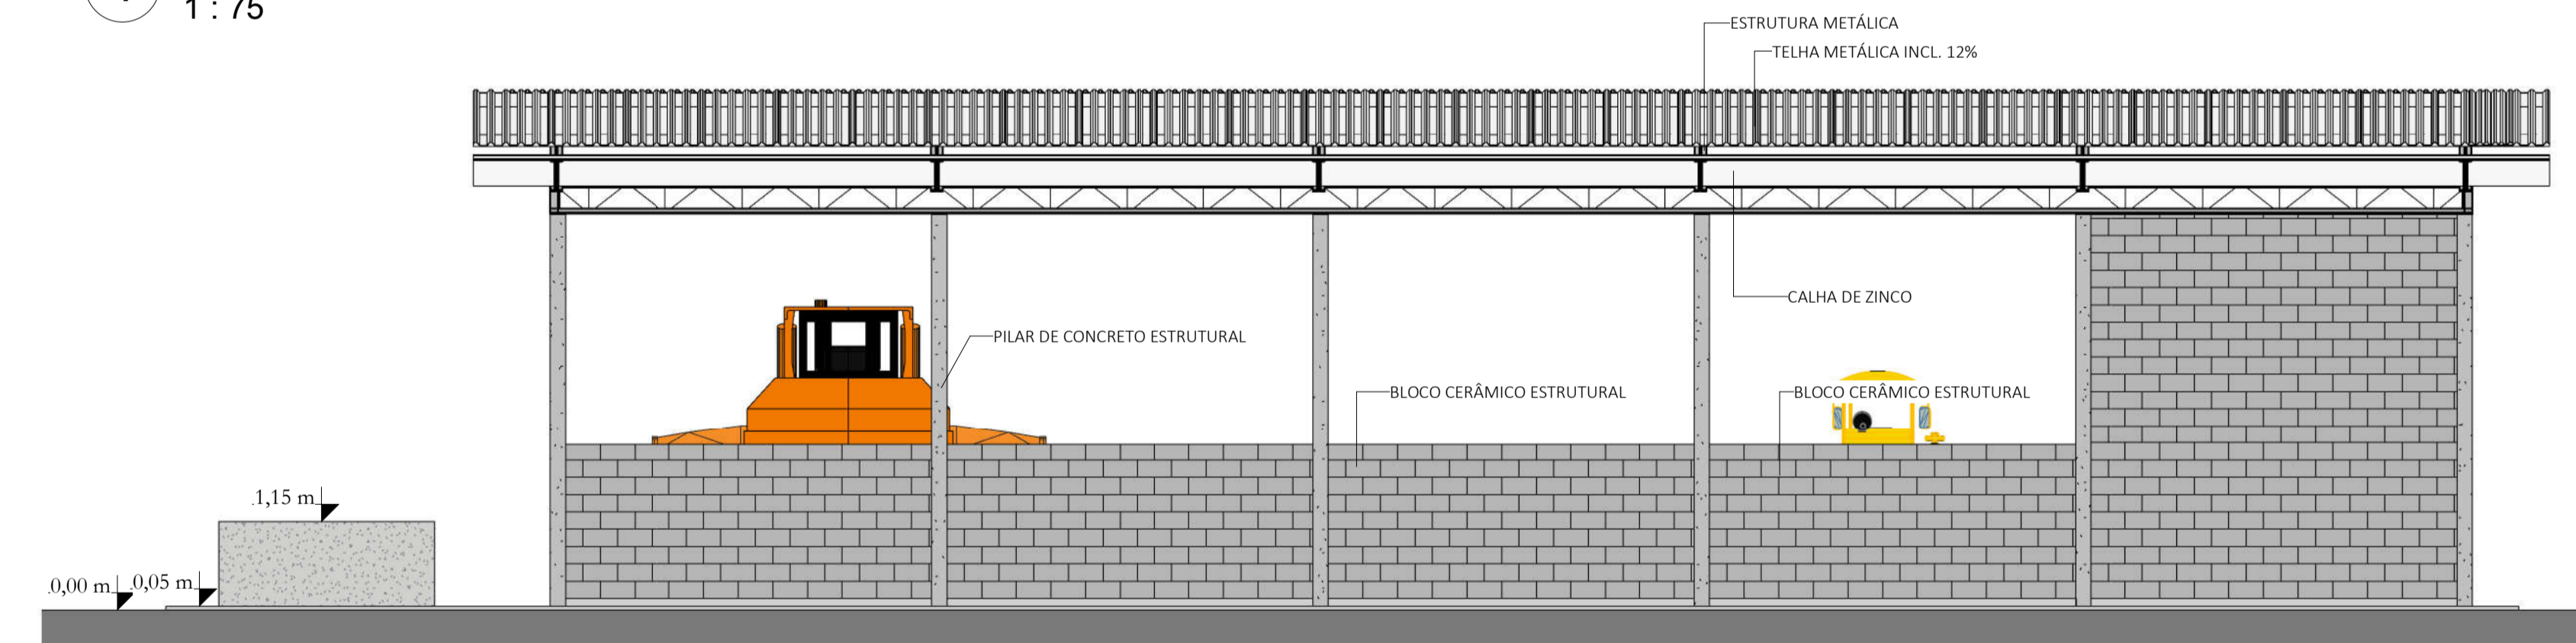 1 : 75
ESTRUTURA METÁLICA
TELHA METÁLICA INCL. 12%
CALHA DE ZINCO
PILAR DE CONCRETO ESTRUTURAL
BLOCO CERÂMICO ESTRUTURAL
BLOCO CERÂMICO ESTRUTURAL
1,15 m
0,00 m
0,05 m